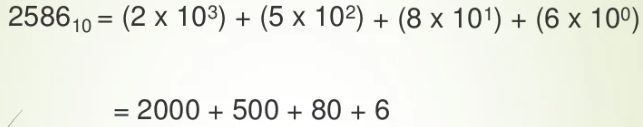 2586₁₀ = (2 x 10³) + (5 x 10²) + (8 x 10¹) + (6 x 10⁰)
= 2000 + 500 + 80 + 6